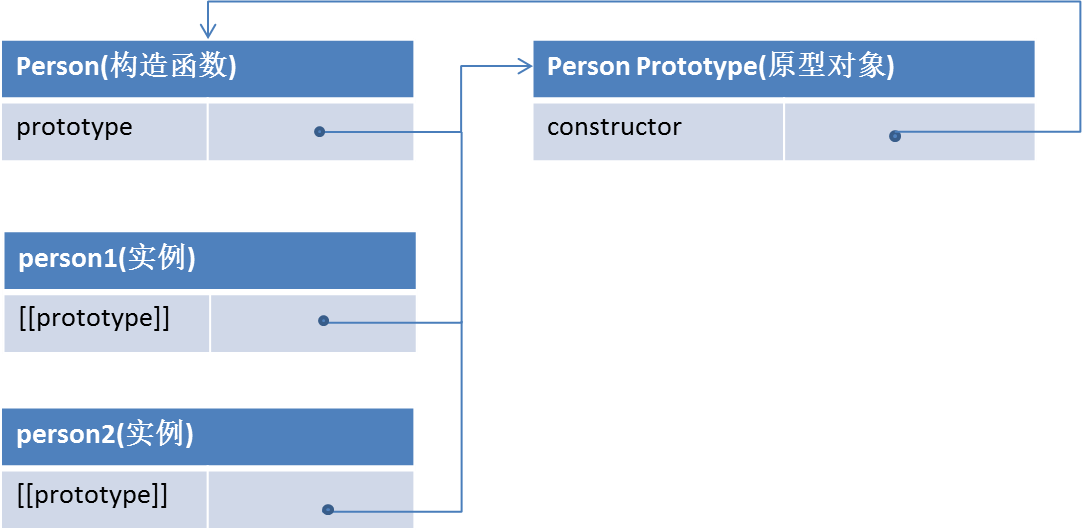 Person(构造函数)
prototype
Person Prototype(原型对象)
constructor
person1(实例)
[[prototype]]
person2(实例)
[[prototype]]